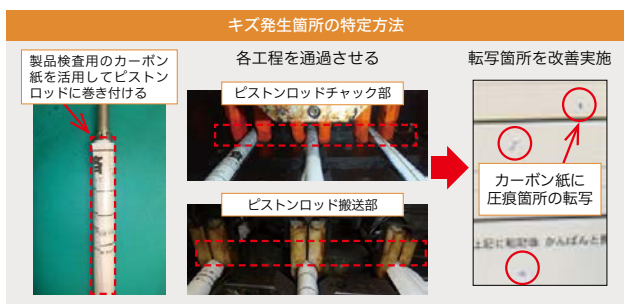 キズ発生箇所の特定方法
製品検査用のカーボン
紙を活用してピストン
ロッドに巻き付ける
各工程を通過させる
ピストンロッドチャック部
ピストンロッド搬送部
転写箇所を改善実施
カーボン紙に
圧痕箇所の転写